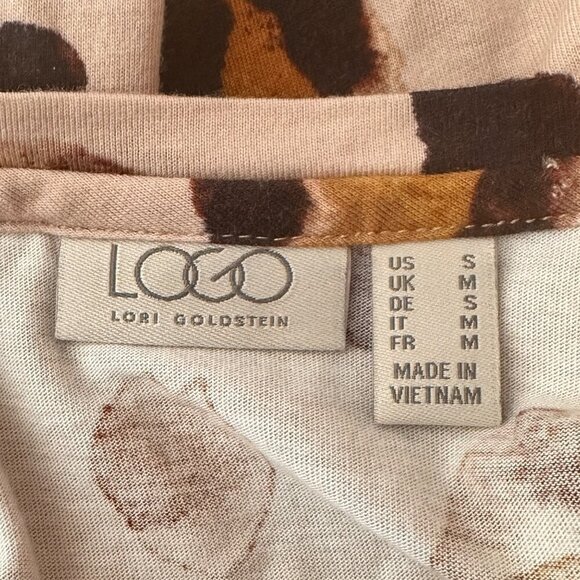 LOGO
LORI GOLDSTEIN
US S
UK M
DE S
IT M
FR M
MADE IN
VIETNAM